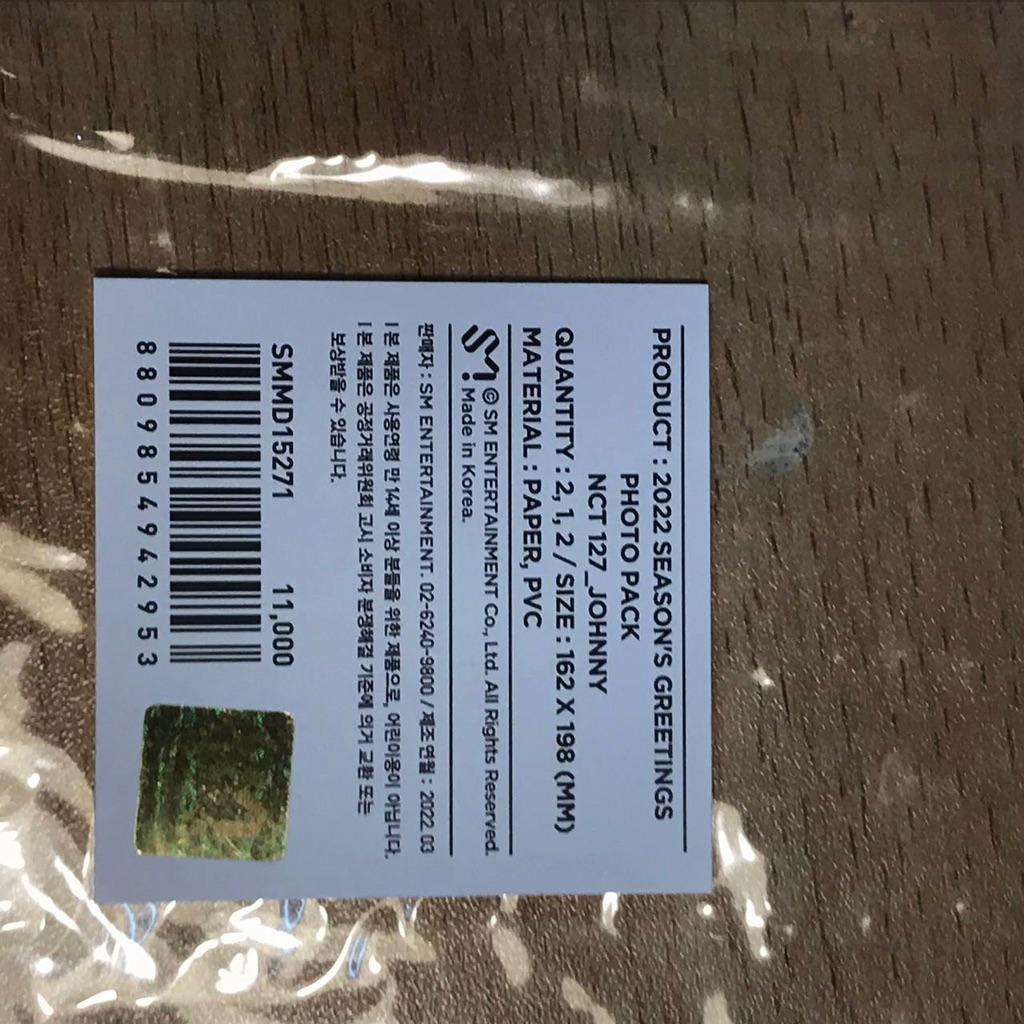 PRODUCT : 2022 SEASON'S GREETINGS
PHOTO PACK
NCT 127_JOHNNY
QUANTITY : 2, 1, 2 / SIZE : 162 X 198 (MM)
MATERIAL : PAPER, PVC
SM! © SM ENTERTAINMENT Co., Ltd. All Rights Reserved.
Made in Korea.
판매자 : SM ENTERTAINMENT. 02-6240-9800 / 제조연월 : 2022. 03
| 본 제품은 사용연령 만 14세 이상 분들을 위한 제품으로, 어린이용이 아닙니다.
| 본 제품은 공정거래위원회 고시 소비자 분쟁해결 기준에 의거 교환 또는
보상받을 수 있습니다.
SMMD15271 11,000
8809854942953